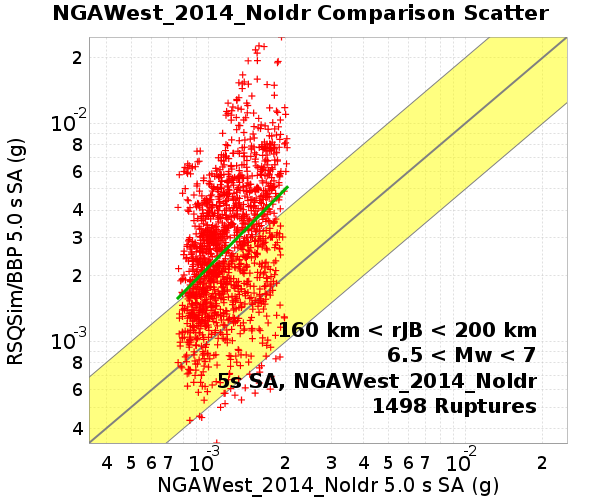 NGAWest_2014_NoIdr Comparison Scatter
RSQSim/BBP 5.0 s SA (g)
2
10-2
8
6
4
3
2
10-3
8
6
4
160 km < rJB < 200 km
6.5 < Mw < 7
5s SA, NGAWest_2014_NoIdr
1498 Ruptures
4 5 6 7 10-3 2 3 4 5 6 7 10-2 2
NGAWest_2014_NoIdr 5.0 s SA (g)